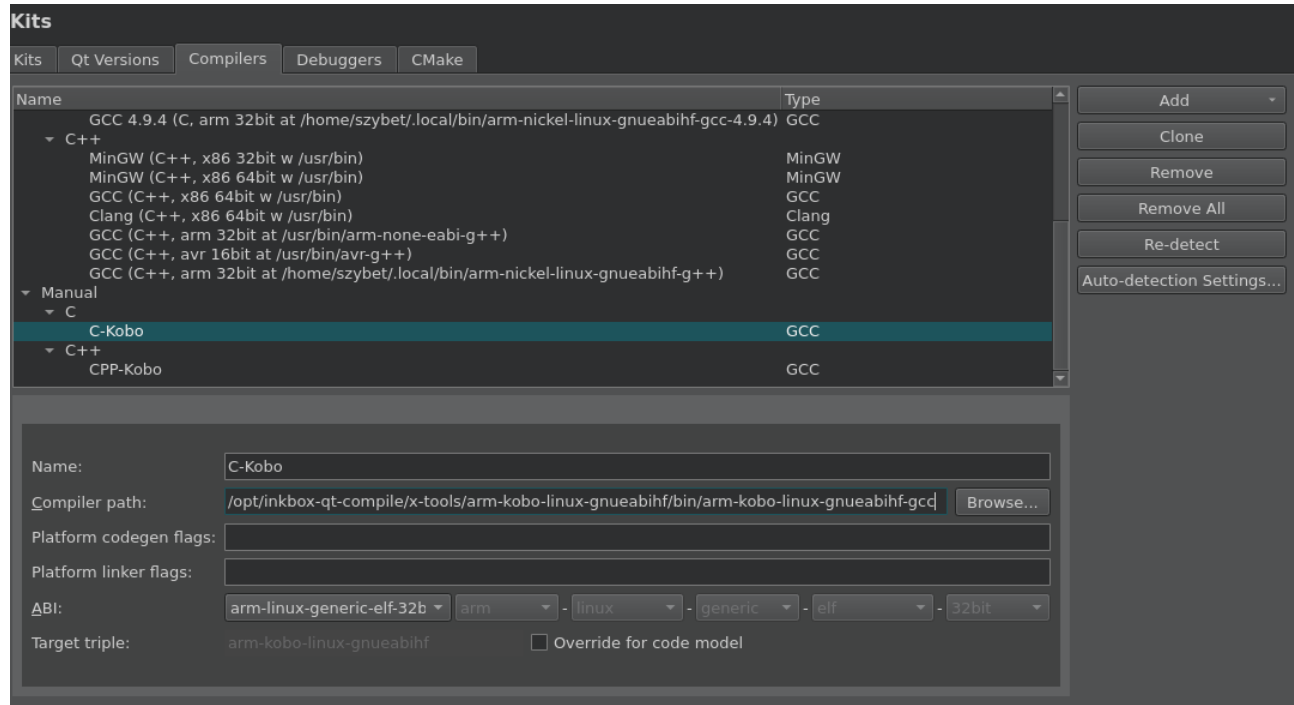 Kits
Kits Qt Versions Compilers Debuggers CMake
Name Type
GCC 4.9.4 (C, arm 32bit at /home/szybet/.local/bin/arm-nickel-linux-gnueabihf-gcc-4.9.4) GCC
C++
MinGW (C++, x86 32bit w /usr/bin) MinGW
MinGW (C++, x86 64bit w /usr/bin) MinGW
GCC (C++, x86 64bit w /usr/bin) GCC
Clang (C++, x86 64bit w /usr/bin) Clang
GCC (C++, arm 32bit at /usr/bin/arm-none-eabi-g++) GCC
GCC (C++, avr 16bit at /usr/bin/avr-g++) GCC
GCC (C++, arm 32bit at /home/szybet/.local/bin/arm-nickel-linux-gnueabihf-g++) GCC
Manual
C
C-Kobo GCC
C++
CPP-Kobo GCC
Add
Clone
Remove
Remove All
Re-detect
Auto-detection Settings...
Name: C-Kobo
Compiler path: /opt/inkbox-qt-compile/x-tools/arm-kobo-linux-gnueabihf/bin/arm-kobo-linux-gnueabihf-gcc Browse...
Platform codegen flags:
Platform linker flags:
ABI: arm-linux-generic-elf-32b arm - linux - generic - elf - 32bit
Target triple: arm-kobo-linux-gnueabihf Override for code model